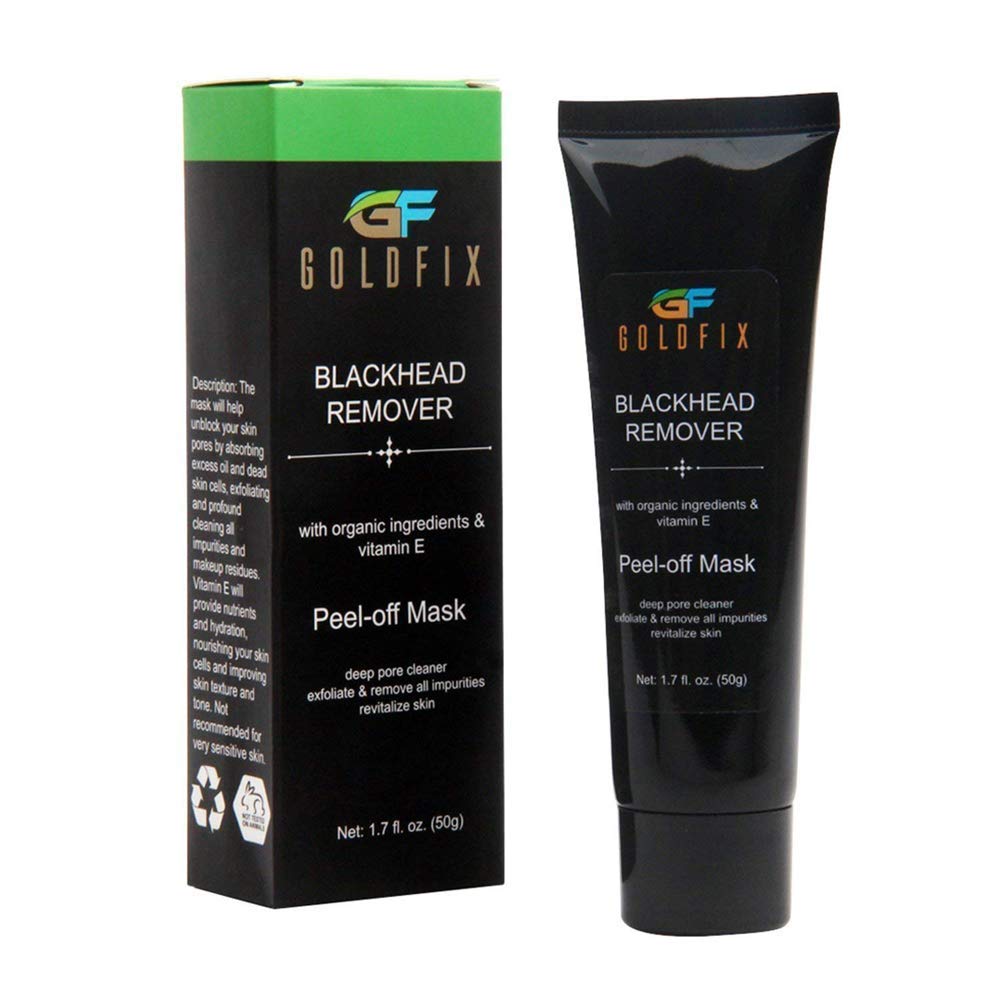 GF
GOLDFIX
BLACKHEAD
REMOVER
with organic ingredients &
vitamin E
Peel-off Mask
deep pore cleaner
exfoliate & remove all impurities
revitalize skin
Net: 1.7 fl. oz. (50g)
Description: The
mask will help
unblock your skin
pores by absorbing
excess oil and dead
skin cells, exfoliating
and profound
cleaning all
impurities and
makeup residues.
Vitamin E will
provide nutrients
and hydration,
nourishing your skin
cells and improving
skin texture and
tone. Not
recommended for
very sensitive skin.
NOT TESTED
ON ANIMALS
GF
GOLDFIX
BLACKHEAD
REMOVER
with organic ingredients &
vitamin E
Peel-off Mask
deep pore cleaner
exfoliate & remove all impurities
revitalize skin
Net: 1.7 fl. oz. (50g)